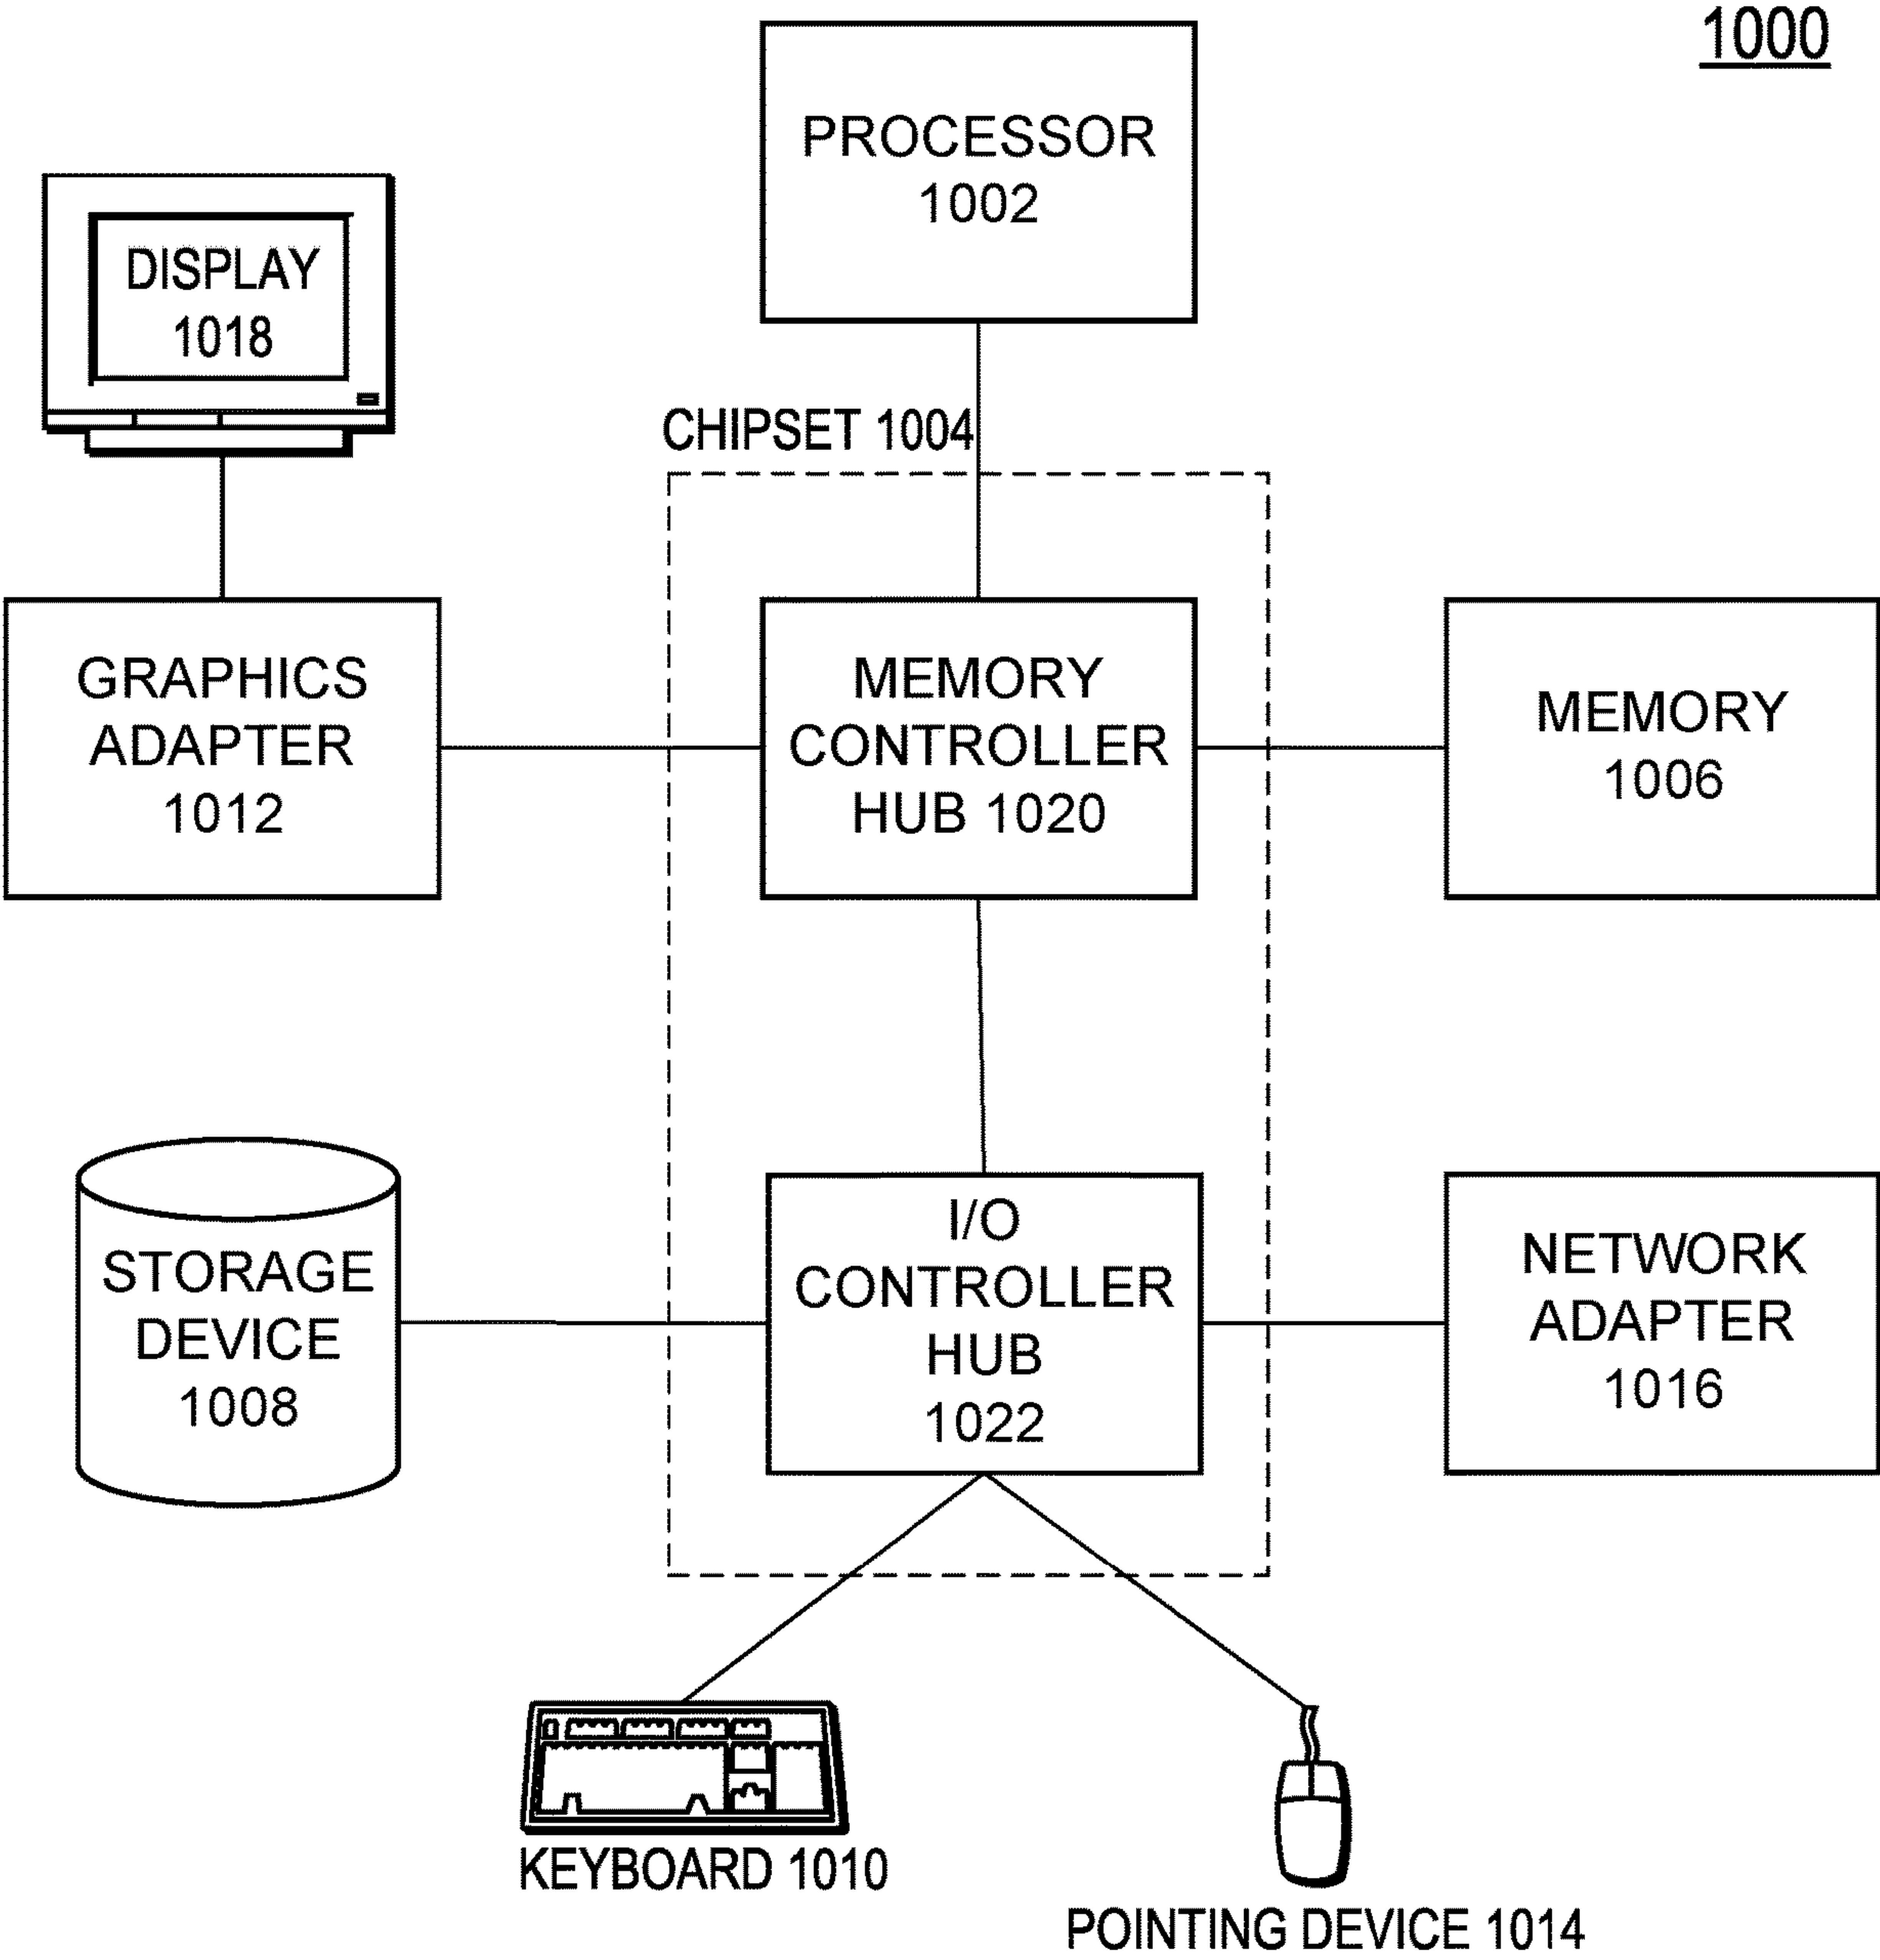 1000
PROCESSOR
1002
DISPLAY
1018
CHIPSET 1004
GRAPHICS
ADAPTER
1012
MEMORY
CONTROLLER
HUB 1020
MEMORY
1006
STORAGE
DEVICE
1008
I/O
CONTROLLER
HUB
1022
NETWORK
ADAPTER
1016
KEYBOARD 1010
POINTING DEVICE 1014